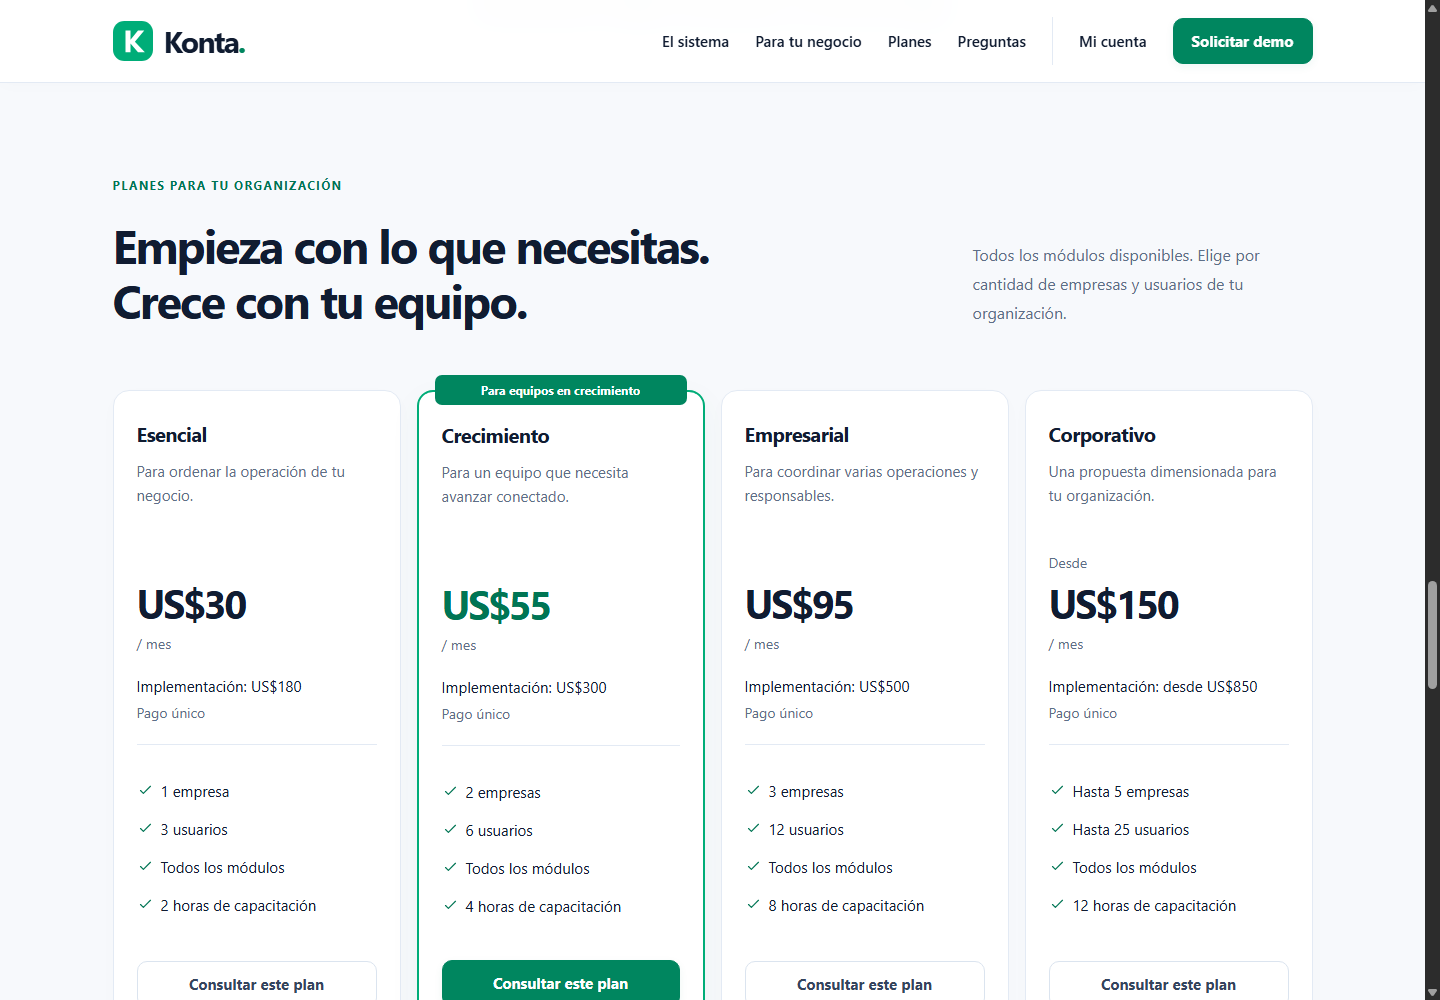 K Konta.
El sistema
Para tu negocio
Planes
Preguntas
Mi cuenta
Solicitar demo
PLANES PARA TU ORGANIZACIÓN
Empieza con lo que necesitas.
Crece con tu equipo.
Todos los módulos disponibles. Elige por
cantidad de empresas y usuarios de tu
organización.
Esencial
Para ordenar la operación de tu
negocio.
US$30
/ mes
Implementación: US$180
Pago único
1 empresa
3 usuarios
Todos los módulos
2 horas de capacitación
Consultar este plan
Para equipos en crecimiento
Crecimiento
Para un equipo que necesita
avanzar conectado.
US$55
/ mes
Implementación: US$300
Pago único
2 empresas
6 usuarios
Todos los módulos
4 horas de capacitación
Consultar este plan
Empresarial
Para coordinar varias operaciones y
responsables.
US$95
/ mes
Implementación: US$500
Pago único
3 empresas
12 usuarios
Todos los módulos
8 horas de capacitación
Consultar este plan
Corporativo
Una propuesta dimensionada para
tu organización.
Desde
US$150
/ mes
Implementación: desde US$850
Pago único
Hasta 5 empresas
Hasta 25 usuarios
Todos los módulos
12 horas de capacitación
Consultar este plan